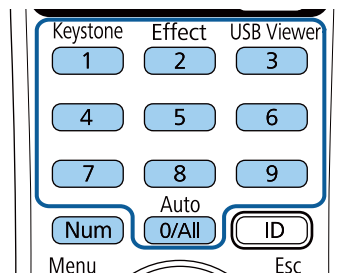 Keystone Effect USB Viewer
1 2 3
4 5 6
7 8 9
Auto
Num 0/All ID
Menu Esc